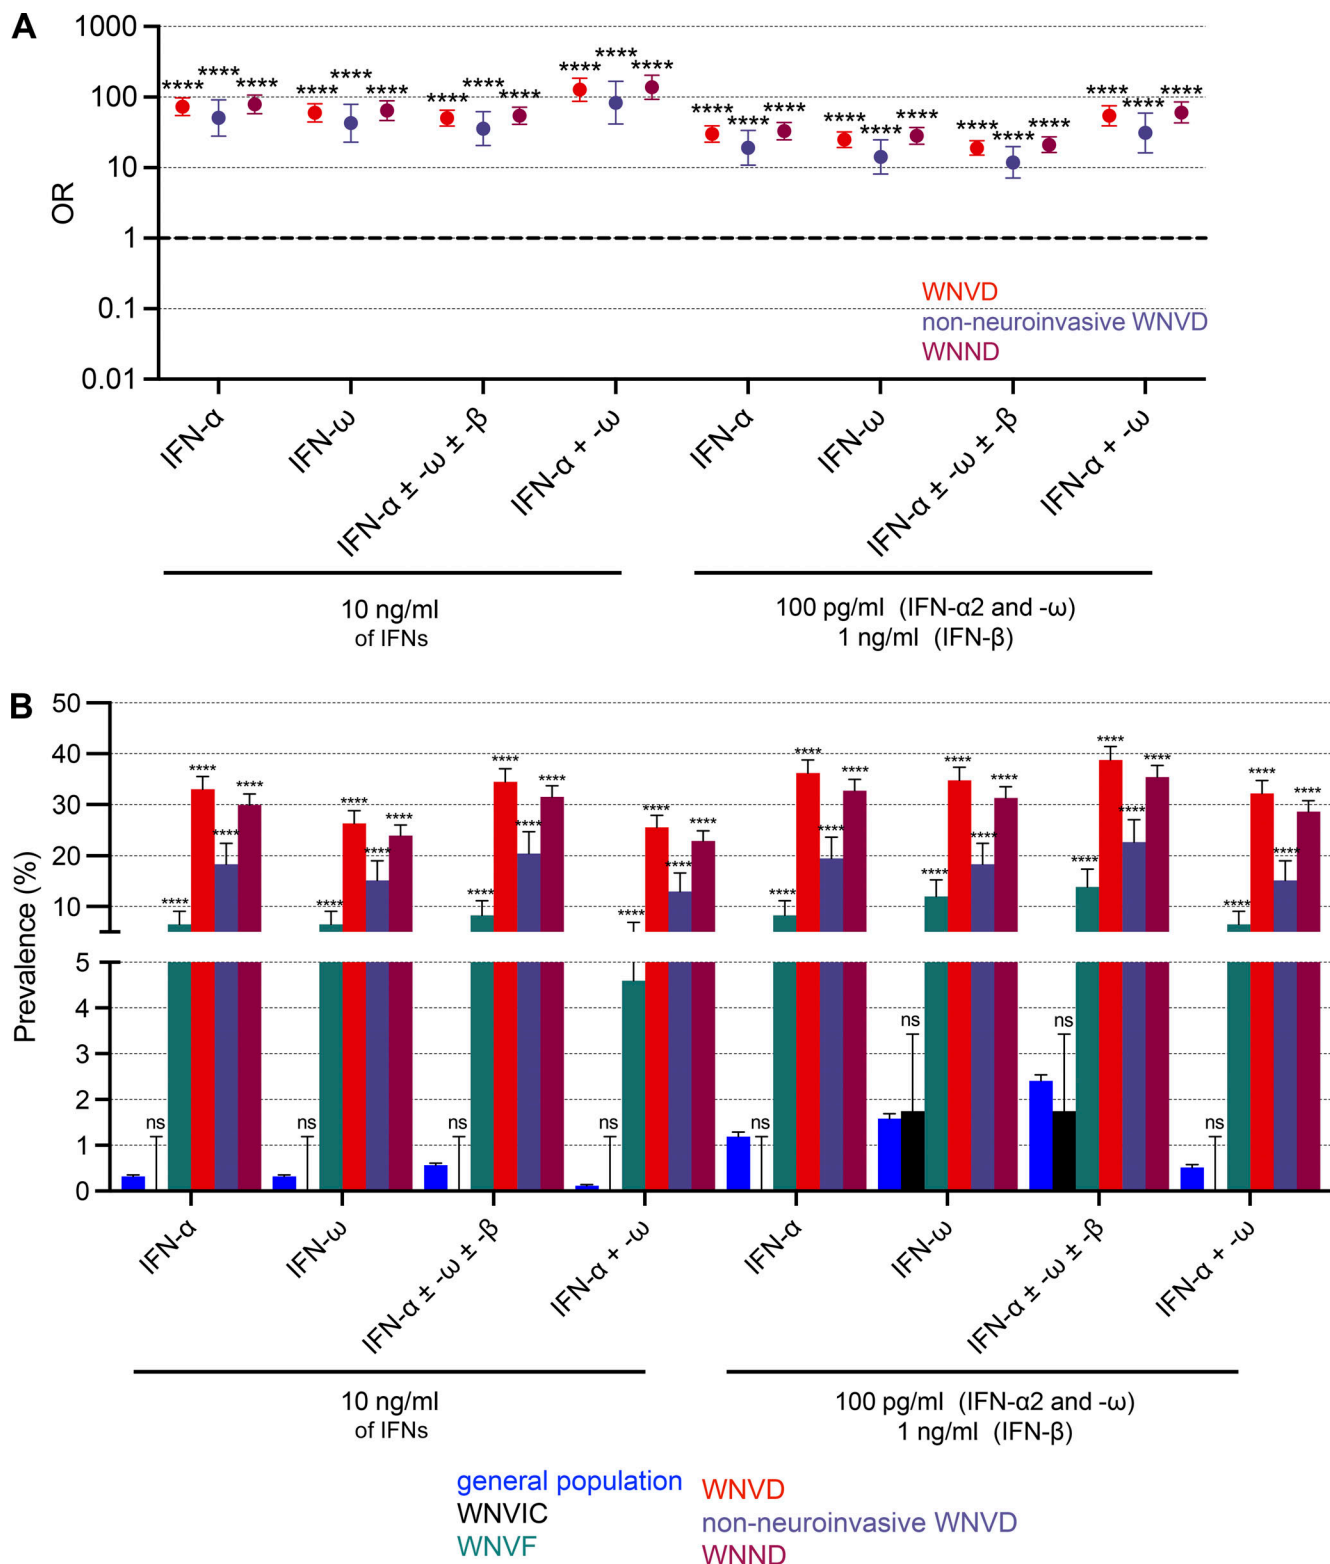 A
OR
1000
100
10
1
0.1
0.01
**** **** **** **** **** **** **** **** **** **** **** ****
**** **** **** **** **** **** **** **** **** **** **** ****
WNVD
non-neuroinvasive WNVD
WNND
IFN-α
IFN-ω
IFN-α ± -ω ± -β
IFN-α + -ω
IFN-α
IFN-ω
IFN-α ± -ω ± -β
IFN-α + -ω
10 ng/ml
of IFNs
100 pg/ml (IFN-α2 and -ω)
1 ng/ml (IFN-β)
B
Prevalence (%)
50
40
30
20
10
5
4
3
2
1
0
ns **** **** **** ****
ns **** **** **** ****
ns **** **** **** ****
ns **** **** **** ****
ns **** **** **** ****
ns **** **** **** ****
ns **** **** **** ****
ns **** **** **** ****
IFN-α
IFN-ω
IFN-α ± -ω ± -β
IFN-α + -ω
IFN-α
IFN-ω
IFN-α ± -ω ± -β
IFN-α + -ω
10 ng/ml
of IFNs
100 pg/ml (IFN-α2 and -ω)
1 ng/ml (IFN-β)
general population
WNVIC
WNVF
WNVD
non-neuroinvasive WNVD
WNND